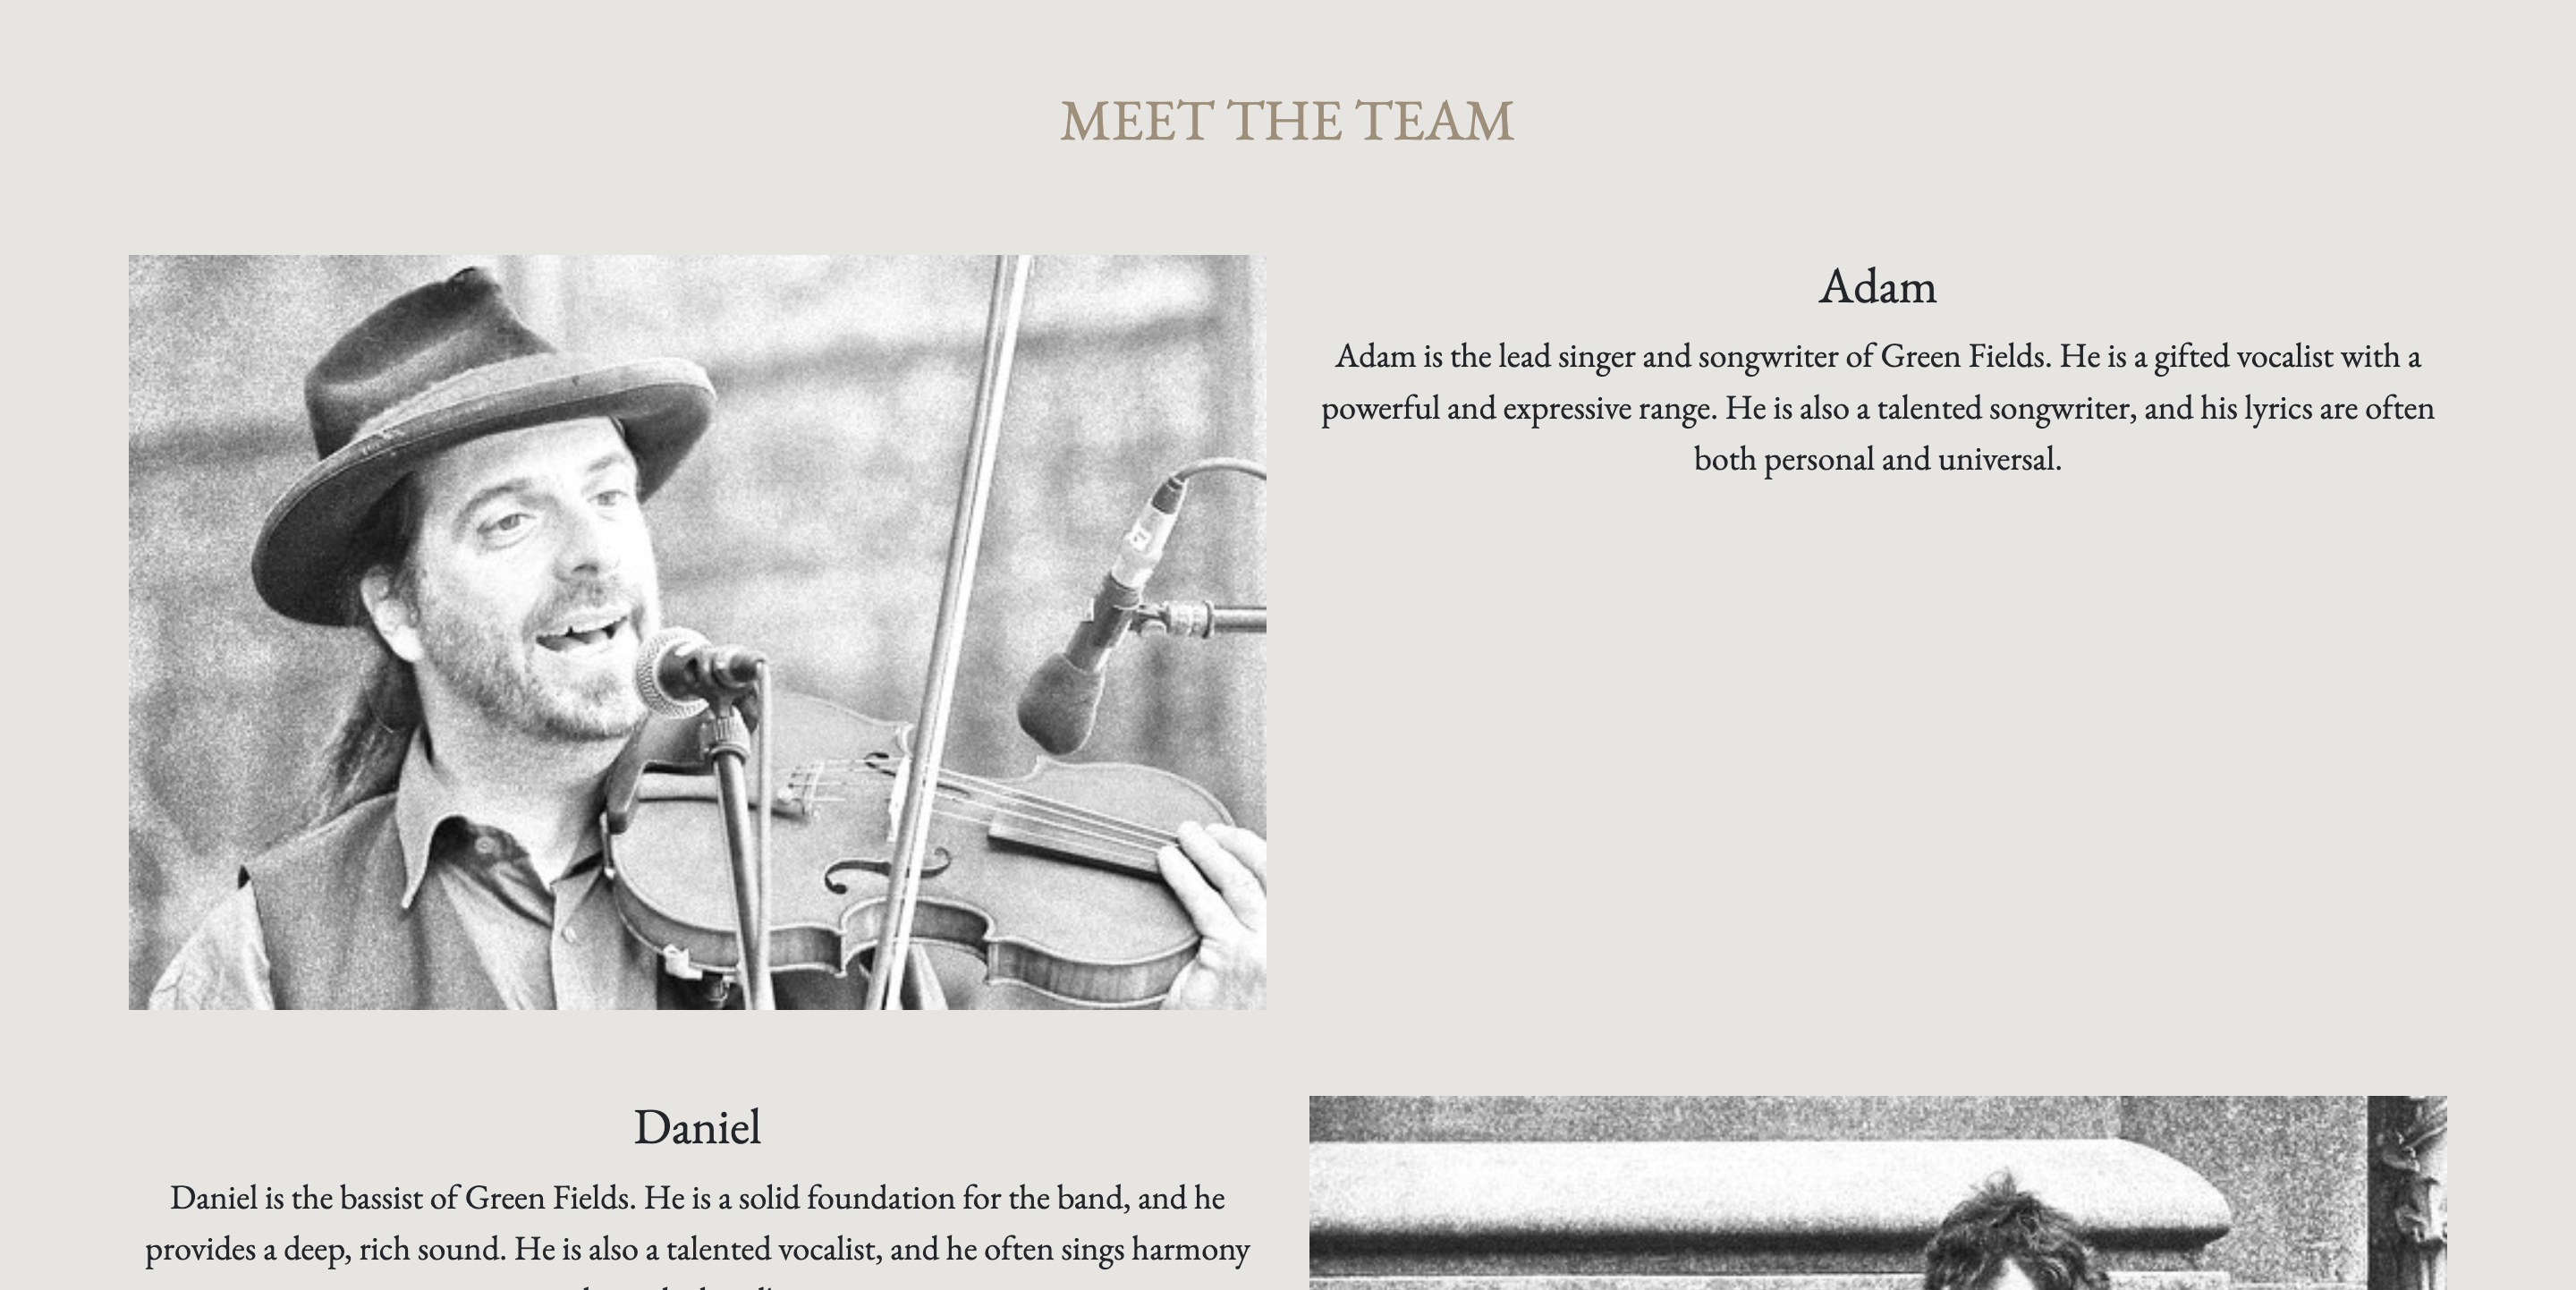 MEET THE TEAM
Adam
Adam is the lead singer and songwriter of Green Fields. He is a gifted vocalist with a
powerful and expressive range. He is also a talented songwriter, and his lyrics are often
both personal and universal.
Daniel
Daniel is the bassist of Green Fields. He is a solid foundation for the band, and he
provides a deep, rich sound. He is also a talented vocalist, and he often sings harmony